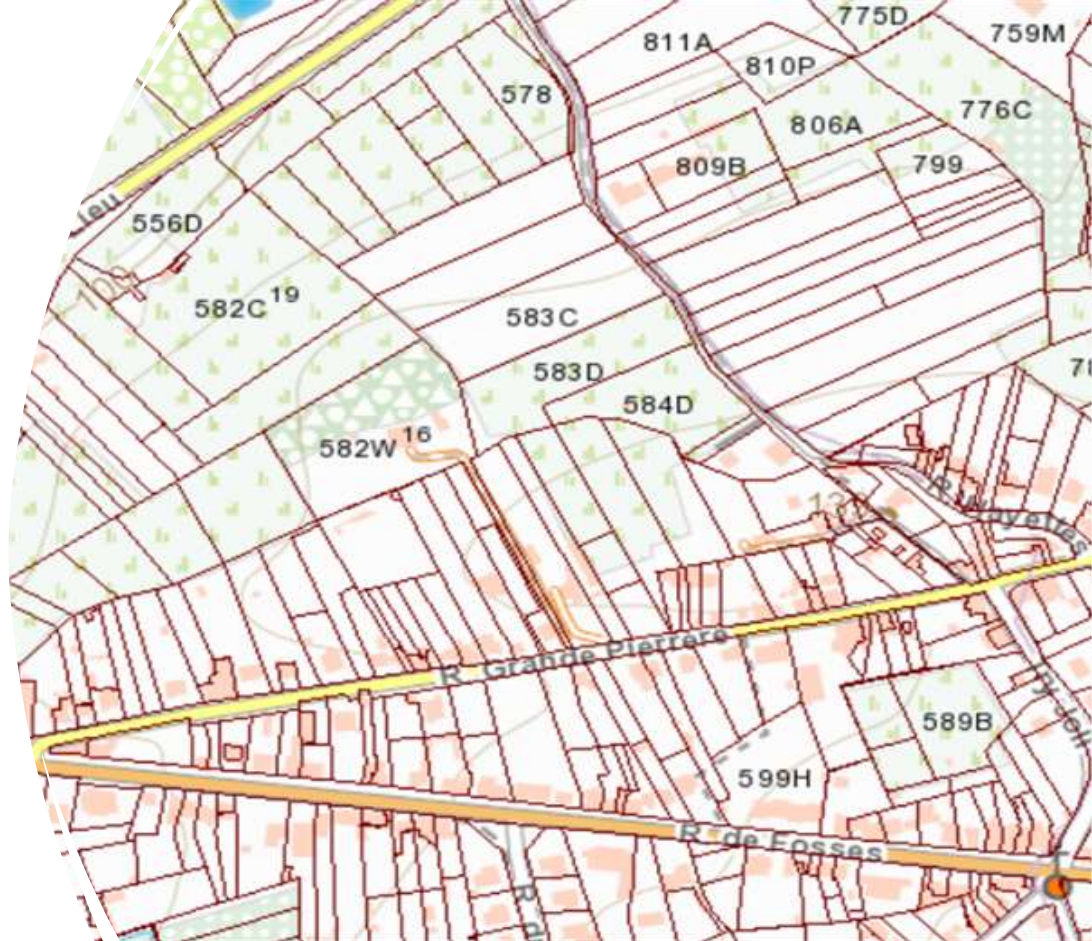 775D
759M
811A
810P
578
776C
806A
799
809B
556D
582C 19
583C
583D
584D
582W 16
R. Grande Pierrère
589B
599H
R. de Fosses